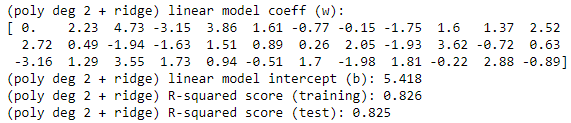 (poly deg 2 + ridge) linear model coeff (w):
[ 0. 2.23 4.73 -3.15 3.86 1.61 -0.77 -0.15 -1.75 1.6 1.37 2.52
2.72 0.49 -1.94 -1.63 1.51 0.89 0.26 2.05 -1.93 3.62 -0.72 0.63
-3.16 1.29 3.55 1.73 0.94 -0.51 1.7 -1.98 1.81 -0.22 2.88 -0.89]
(poly deg 2 + ridge) linear model intercept (b): 5.418
(poly deg 2 + ridge) R-squared score (training): 0.826
(poly deg 2 + ridge) R-squared score (test): 0.825